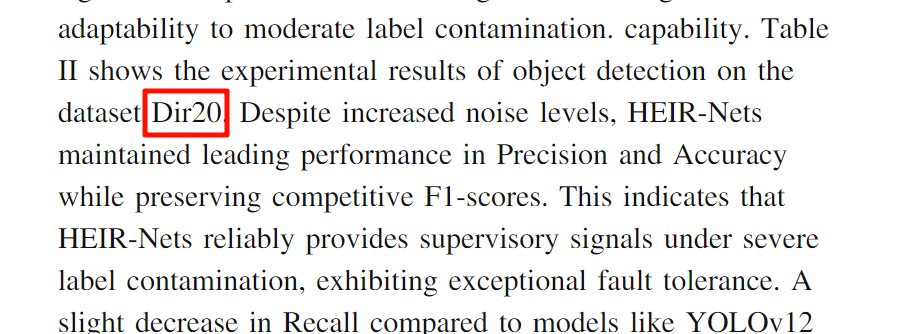 adaptability to moderate label contamination. capability. Table
II shows the experimental results of object detection on the
dataset Dir20. Despite increased noise levels, HEIR-Nets
maintained leading performance in Precision and Accuracy
while preserving competitive F1-scores. This indicates that
HEIR-Nets reliably provides supervisory signals under severe
label contamination, exhibiting exceptional fault tolerance. A
slight decrease in Recall compared to models like YOLOv12